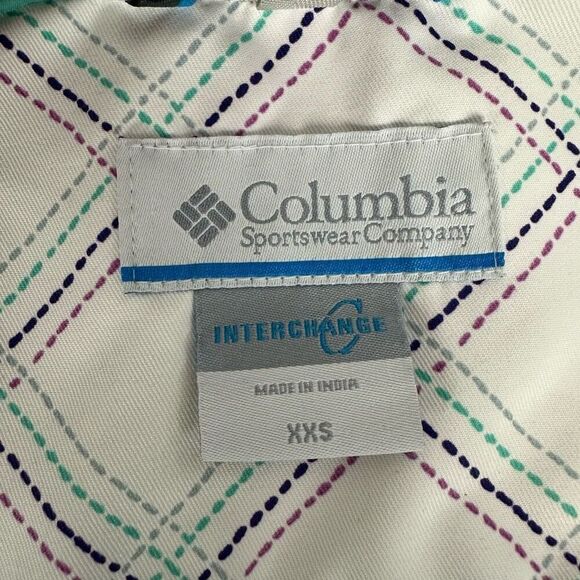 Columbia
Sportswear Company
INTERCHANGE
C
MADE IN INDIA
XXS